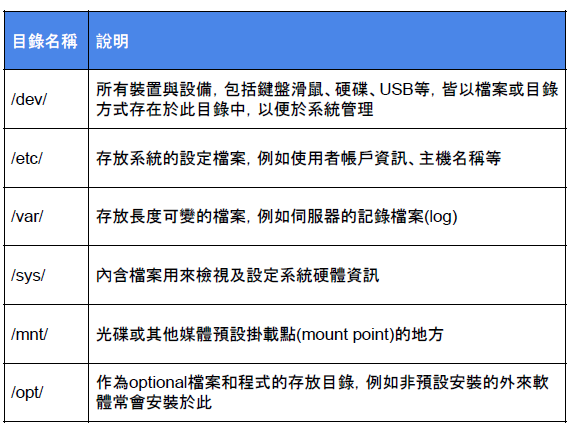 目錄名稱 說明
/dev/ 所有裝置與設備, 包括鍵盤滑鼠、硬碟、USB等, 皆以檔案或目錄
方式存在於此目錄中, 以便於系統管理
/etc/ 存放系統的設定檔案, 例如使用者帳戶資訊、主機名稱等
/var/ 存放長度可變的檔案, 例如伺服器的記錄檔案(log)
/sys/ 內含檔案用來檢視及設定系統硬體資訊
/mnt/ 光碟或其他媒體預設掛載點(mount point)的地方
/opt/ 作為optional檔案和程式的存放目錄, 例如非預設安裝的外來軟
體常會安裝於此